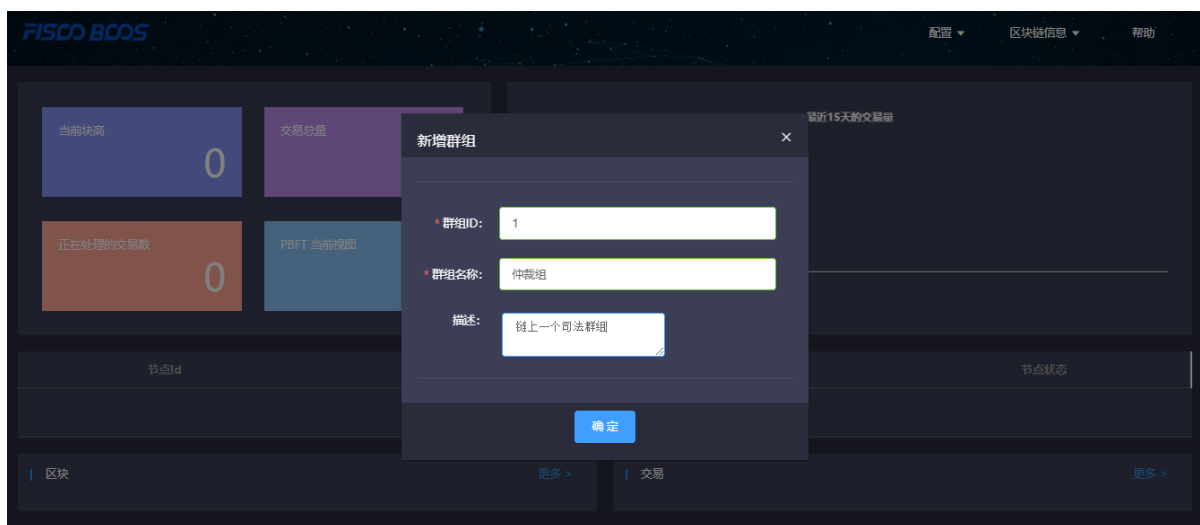 FISCO BCOS
配置 ▼
区块链信息 ▼
帮助
当前块高
0
交易总量
最近15天的交易量
正在处理的交易数
0
PBFT 当前视图
新增群组
×
* 群组ID:
1
* 群组名称:
仲裁组
描述:
链上一个司法群组
确定
节点Id
节点状态
区块
更多 >
交易
更多 >